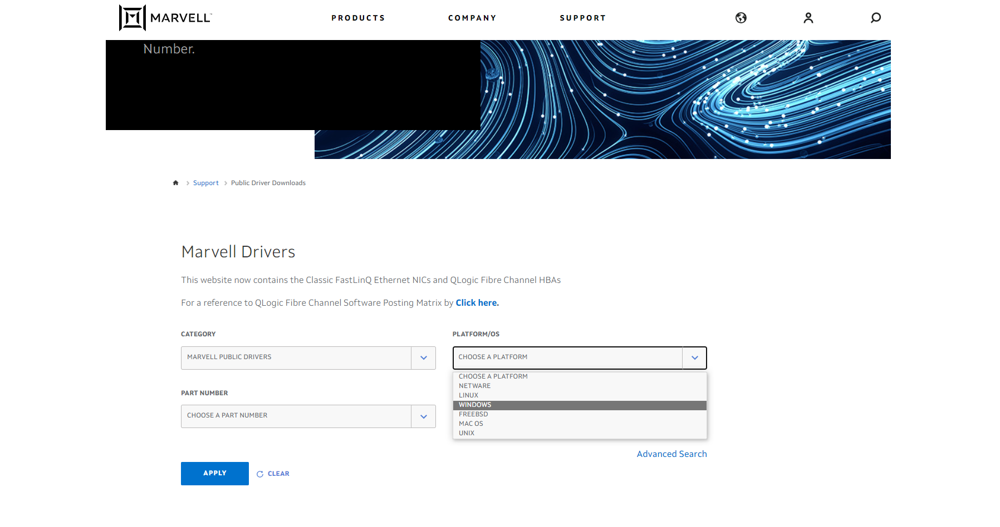 MARVELL™
PRODUCTS
COMPANY
SUPPORT
Number.
Support
Public Driver Downloads
Marvell Drivers
This website now contains the Classic FastLinQ Ethernet NICs and QLogic Fibre Channel HBAs
For a reference to QLogic Fibre Channel Software Posting Matrix by Click here.
CATEGORY
MARVELL PUBLIC DRIVERS
PLATFORM/OS
CHOOSE A PLATFORM
CHOOSE A PLATFORM
NETWARE
LINUX
WINDOWS
FREEBSD
MAC OS
UNIX
PART NUMBER
CHOOSE A PART NUMBER
Advanced Search
APPLY
CLEAR